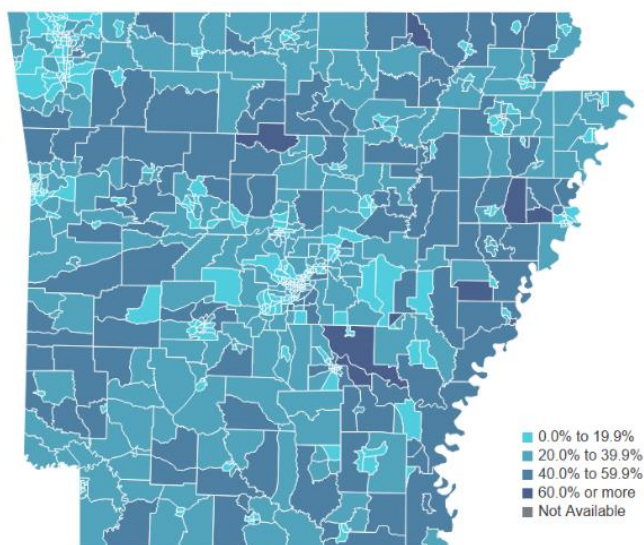 0.0% to 19.9%
20.0% to 39.9%
40.0% to 59.9%
60.0% or more
Not Available